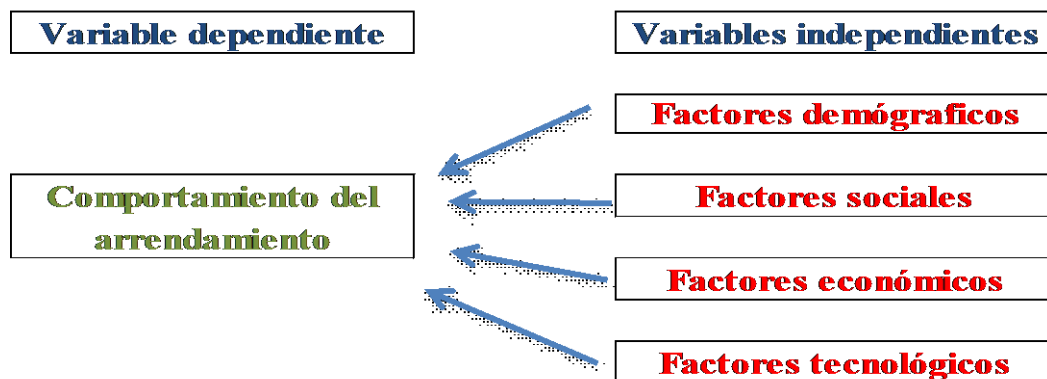 Variable dependiente
Variables independientes
Factores demógraficos
Comportamiento del
arrendamiento
Factores sociales
Factores económicos
Factores tecnológicos